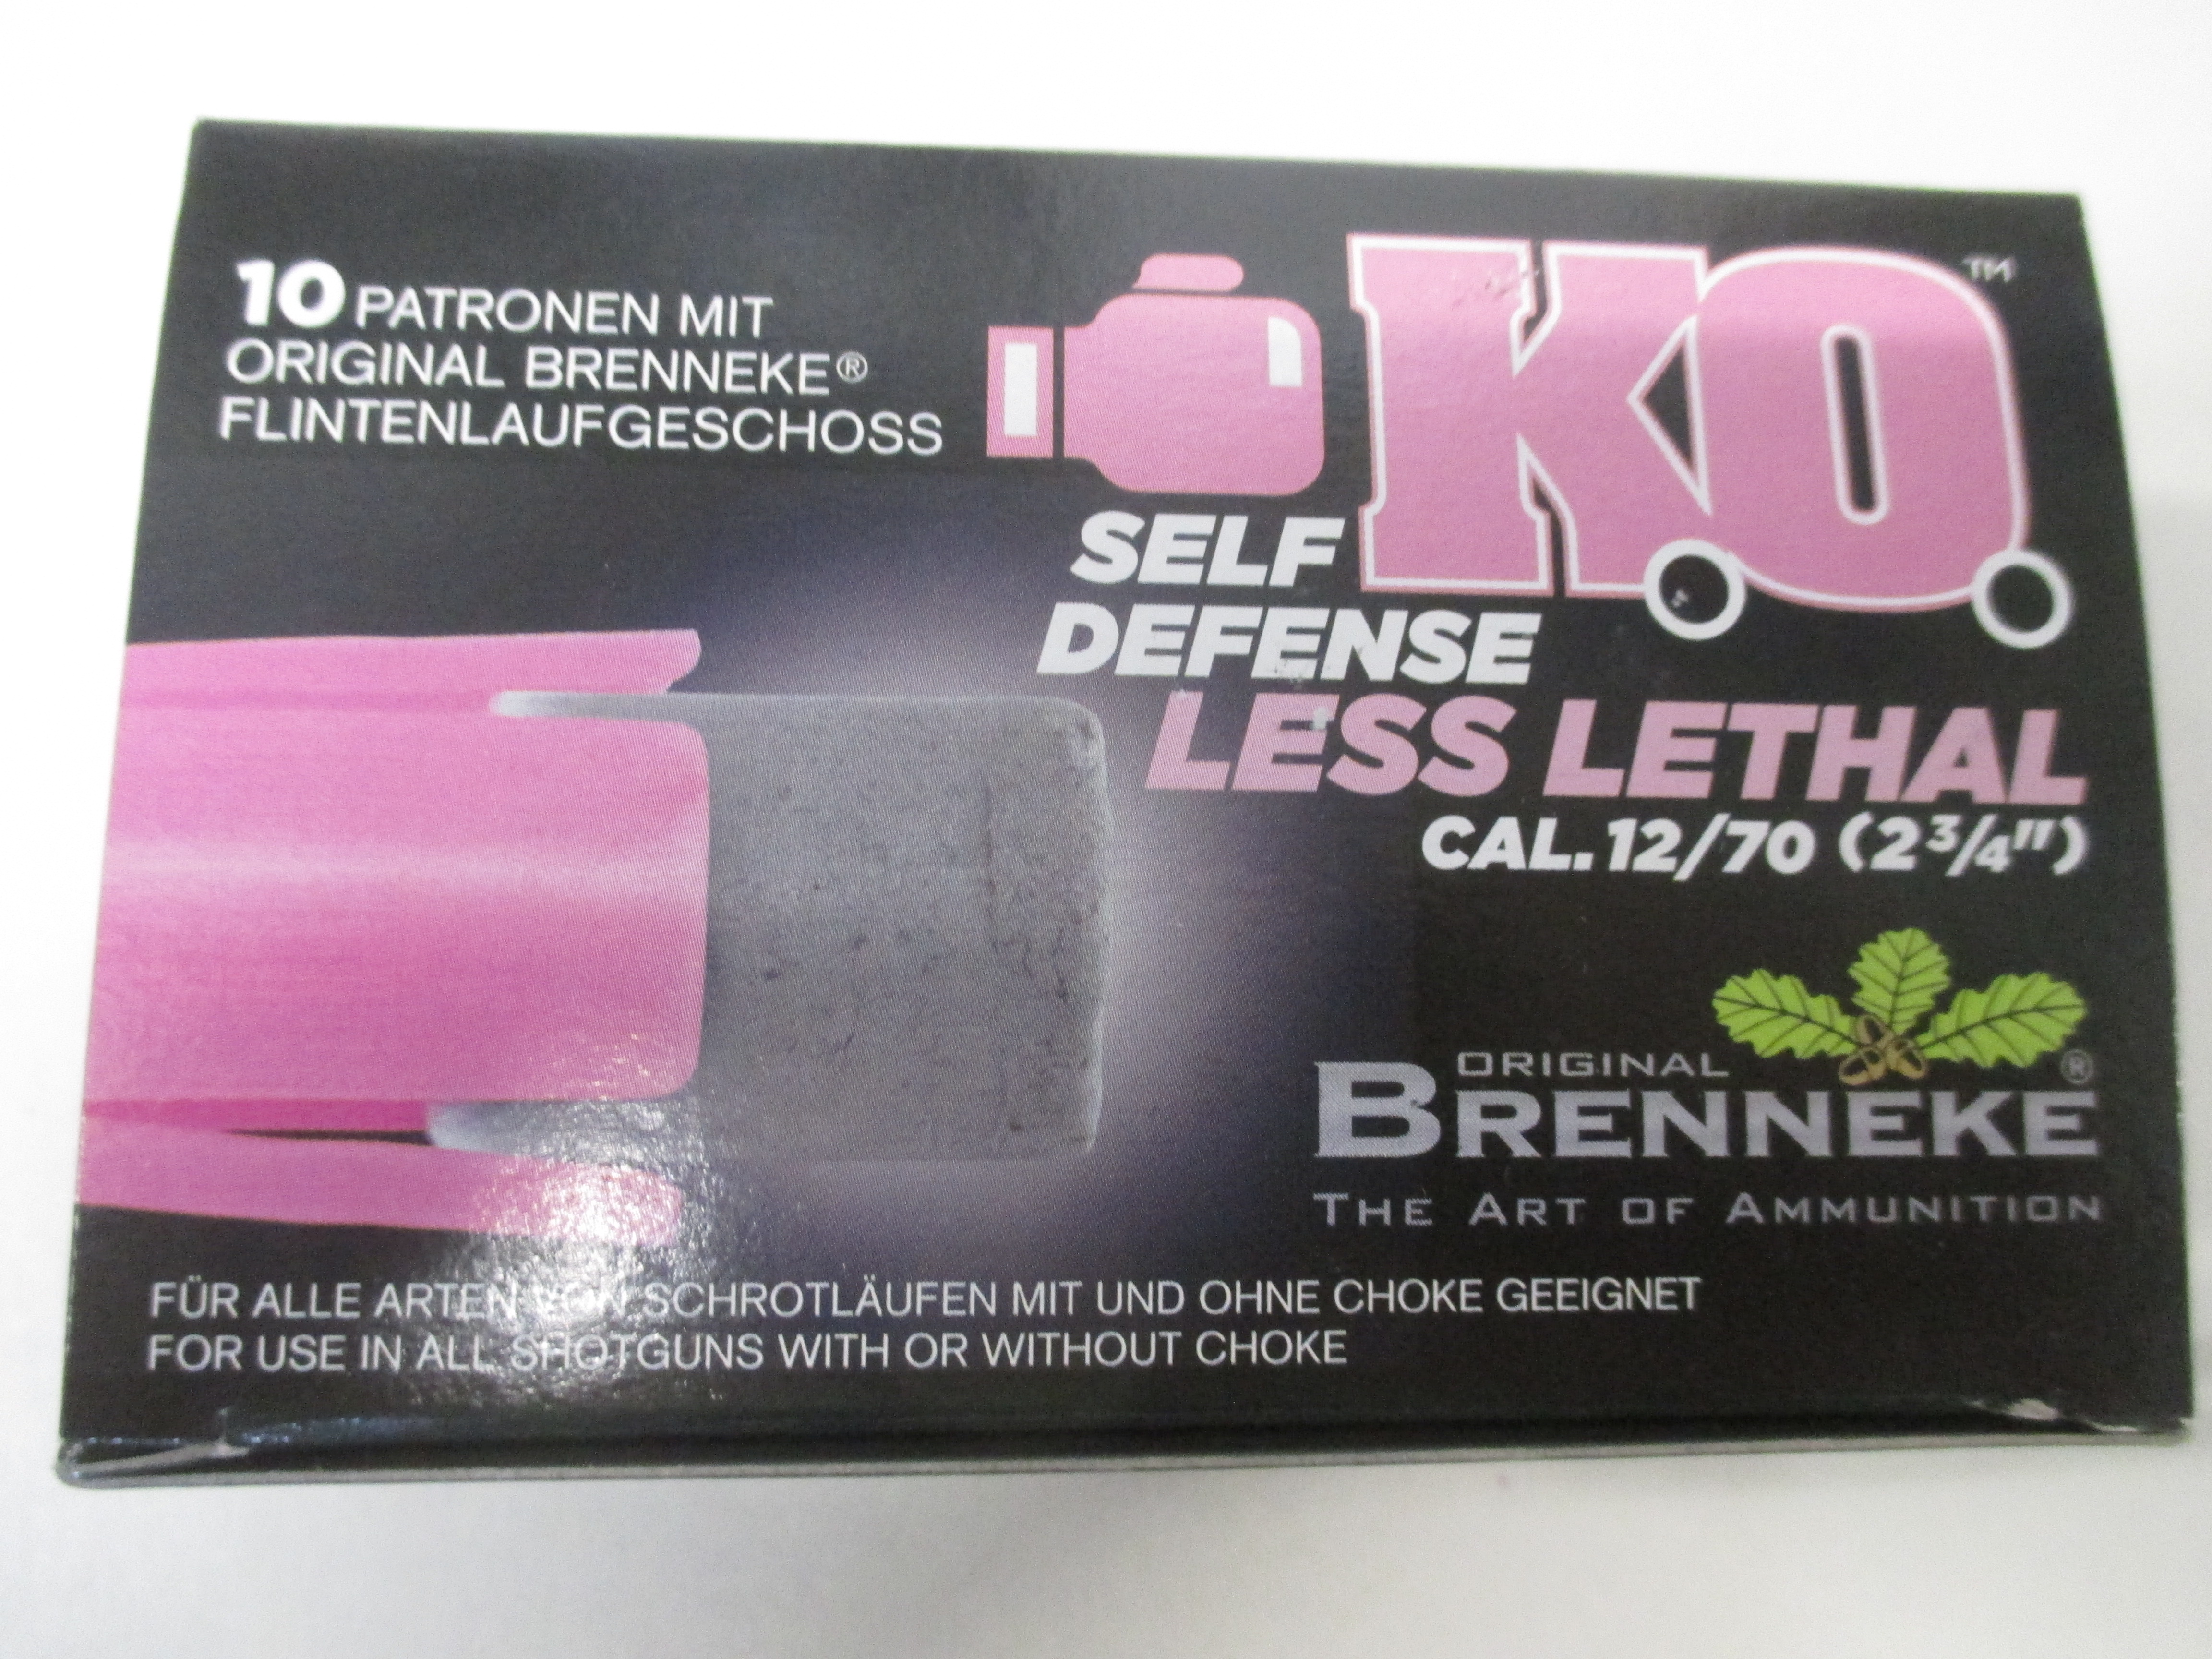 10 PATRONEN MIT
ORIGINAL BRENNEKE®
FLINTENLAUFGESCHOSS
K.O.™
SELF
DEFENSE
LESS LETHAL
CAL. 12/70 (2 3/4")
ORIGINAL
BRENNEKE®
THE ART OF AMMUNITION
FÜR ALLE ARTEN VON SCHROTLÄUFEN MIT UND OHNE CHOKE GEEIGNET
FOR USE IN ALL SHOTGUNS WITH OR WITHOUT CHOKE